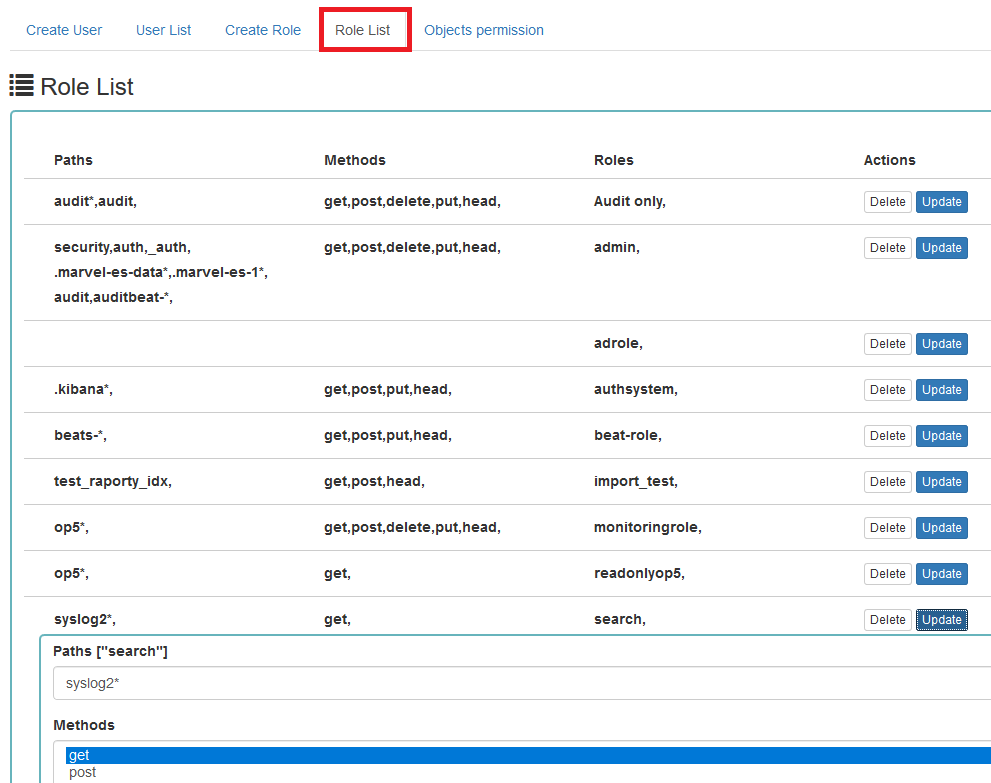 Create User User List Create Role Role List Objects permission
Role List
Paths Methods Roles Actions
audit*,audit, get,post,delete,put,head, Audit only, Delete Update
security,auth,_auth, get,post,delete,put,head, admin, Delete Update
.marvel-es-data*,.marvel-es-1*,
audit,auditbeat-*,
adrole, Delete Update
.kibana*, get,post,put,head, authsystem, Delete Update
beats-*, get,post,put,head, beat-role, Delete Update
test_raporty_idx, get,post,head, import_test, Delete Update
op5*, get,post,delete,put,head, monitoringrole, Delete Update
op5*, get, readonlyop5, Delete Update
syslog2*, get, search, Delete Update
Paths ["search"]
syslog2*
Methods
get
post